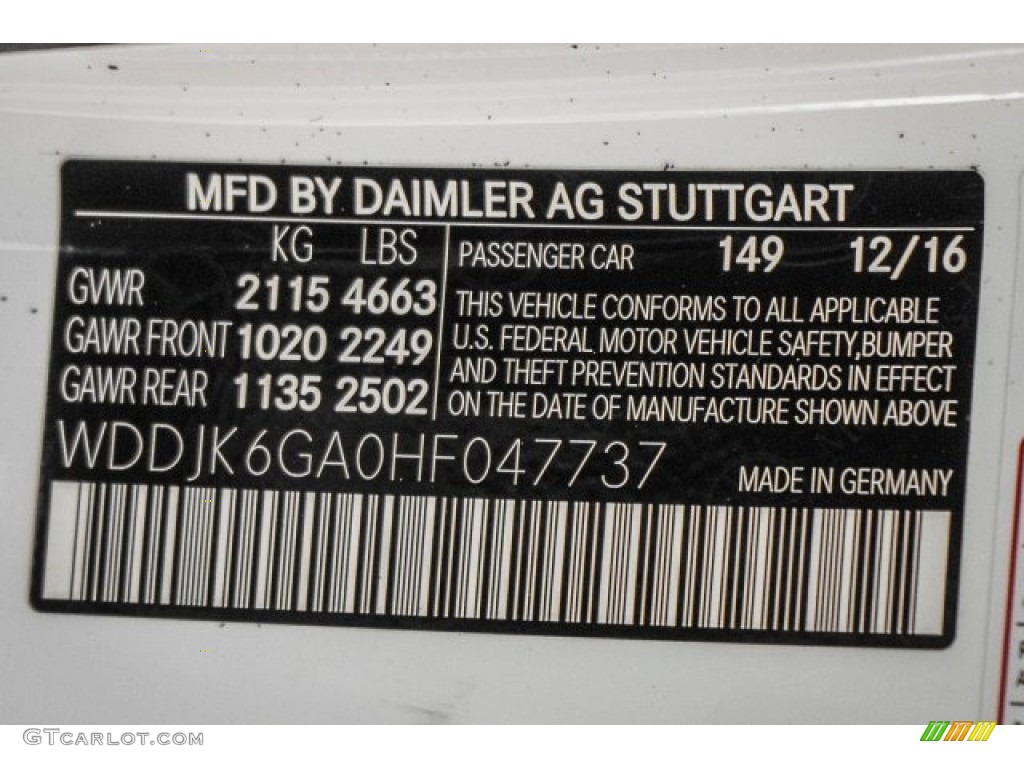 MFD BY DAIMLER AG STUTTGART
KG LBS
GVWR 2115 4663
GAWR FRONT 1020 2249
GAWR REAR 1135 2502
PASSENGER CAR 149 12/16
THIS VEHICLE CONFORMS TO ALL APPLICABLE
U.S. FEDERAL MOTOR VEHICLE SAFETY,BUMPER
AND THEFT PREVENTION STANDARDS IN EFFECT
ON THE DATE OF MANUFACTURE SHOWN ABOVE
WDDJK6GA0HF047737
MADE IN GERMANY
GTCARLOT.COM